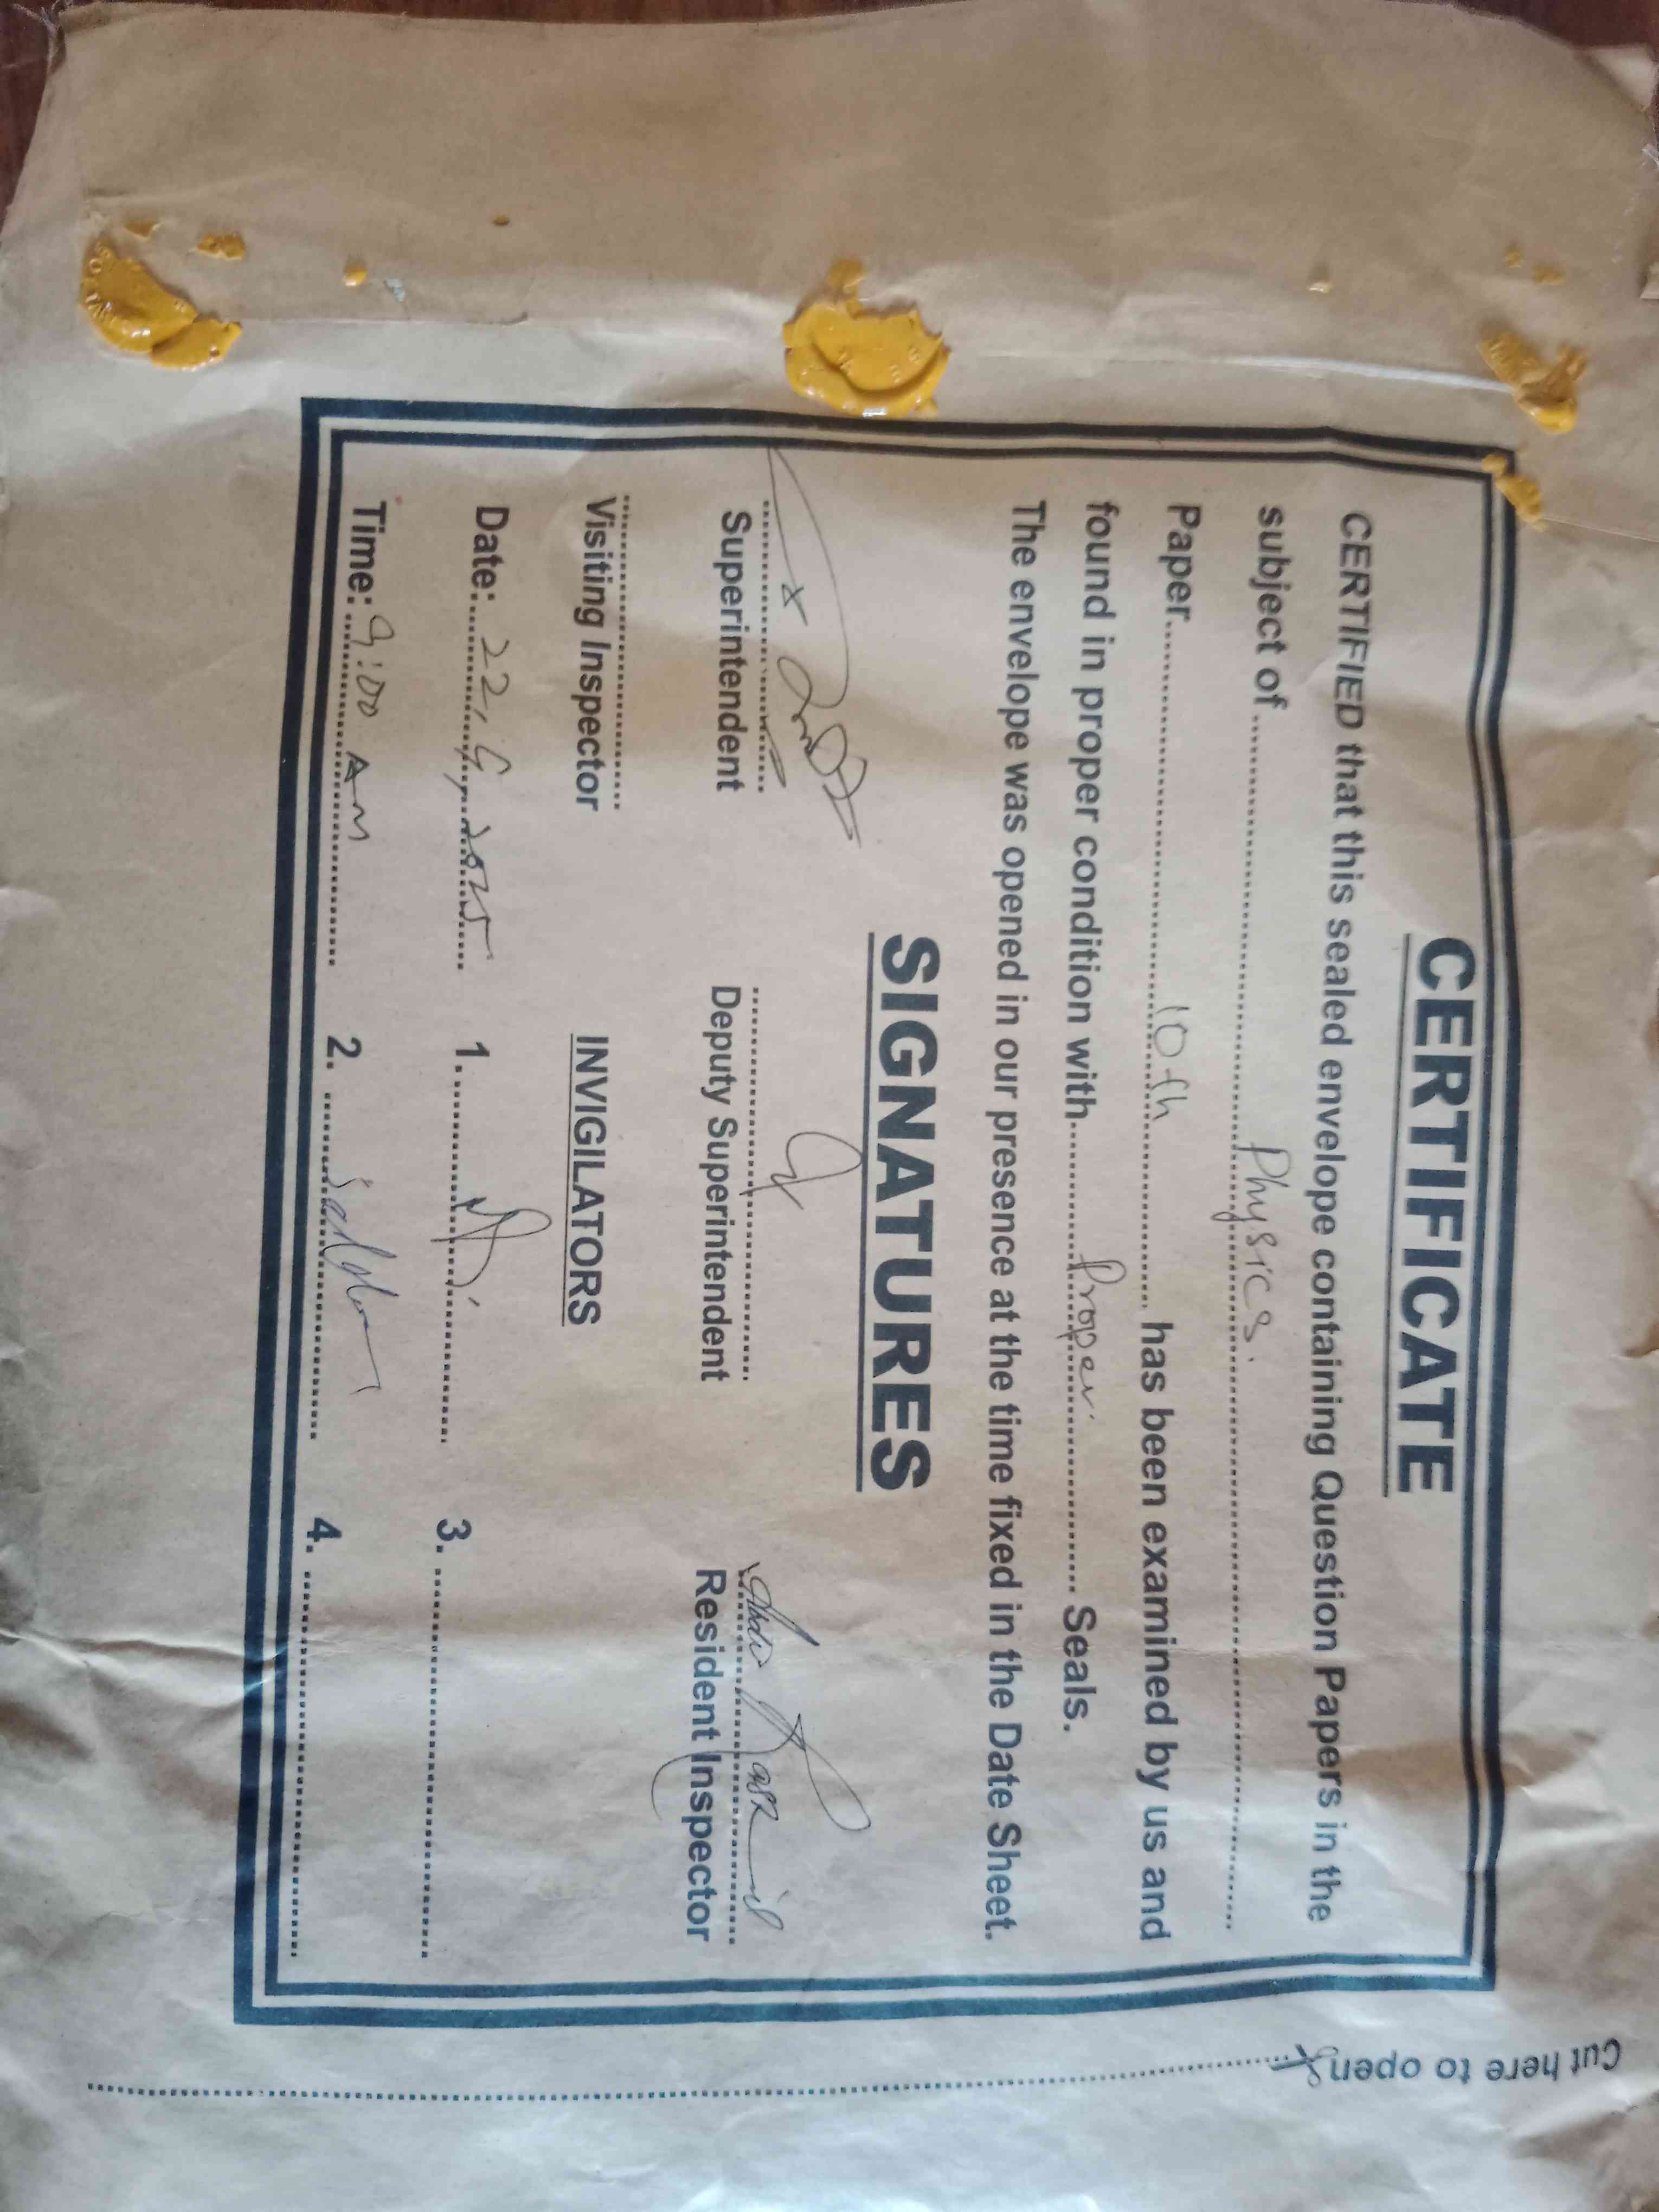 CERTIFICATE
CERTIFIED that this sealed envelope containing Question Papers in the
subject of ........ Physics. ........
Paper ........ 10th ........ has been examined by us and
found in proper condition with ........ Proper. ........ Seals.
The envelope was opened in our presence at the time fixed in the Date Sheet.
SIGNATURES
Superintendent Deputy Superintendent Resident Inspector
Visiting Inspector INVIGILATORS
Date: 22, 2025 1. 3.
Time: 9:00 AM 2. 4.
Cut here to open